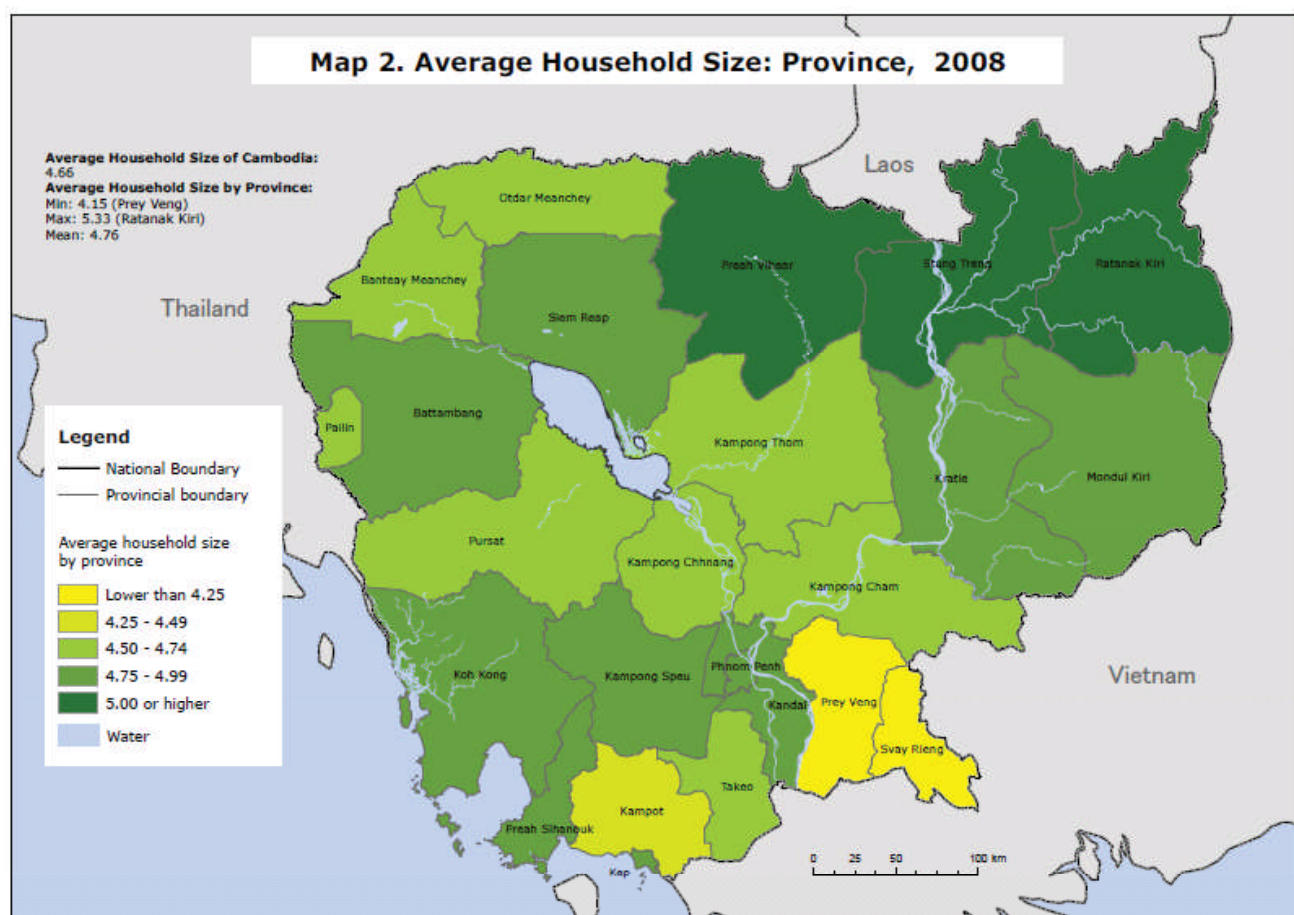 Map 2. Average Household Size: Province, 2008
Average Household Size of Cambodia:
4.66
Average Household Size by Province:
Min: 4.15 (Prey Veng)
Max: 5.33 (Ratanak Kiri)
Mean: 4.76
Laos
Otdar Meanchey
Banteay Meanchey
Preah Vihear
Stung Treng
Ratanak Kiri
Thailand
Siem Reap
Battambang
Pailin
Kampong Thom
Kratie
Mondul Kiri
Pursat
Kampong Chhnang
Kampong Cham
Koh Kong
Kampong Speu
Phnom Penh
Kandal
Prey Veng
Svay Rieng
Vietnam
Takeo
Kampot
Preah Sihanouk
Kep
Legend
National Boundary
Provincial boundary
Average household size
by province
Lower than 4.25
4.25 - 4.49
4.50 - 4.74
4.75 - 4.99
5.00 or higher
Water
0 25 50 100 km